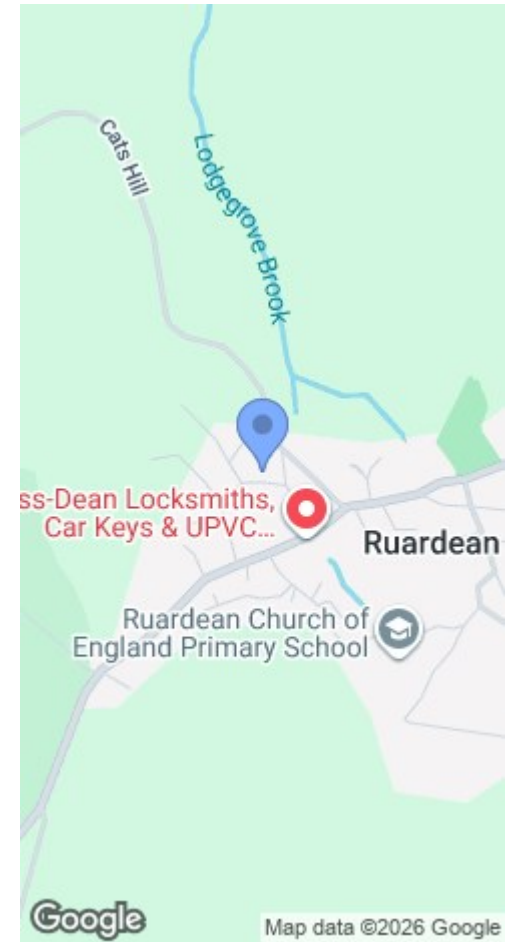 Cats Hill
Lodgegrove Brook
ss-Dean Locksmiths,
Car Keys & UPVC...
Ruardean
Ruardean Church of
England Primary School
Google
Map data ©2026 Google